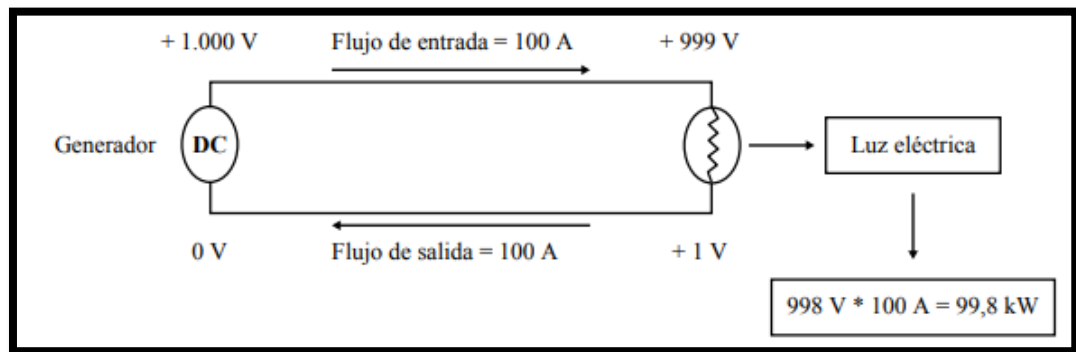 + 1.000 V
Flujo de entrada = 100 A
+ 999 V
Generador
DC
Luz eléctrica
0 V
Flujo de salida = 100 A
+ 1 V
998 V * 100 A = 99,8 kW